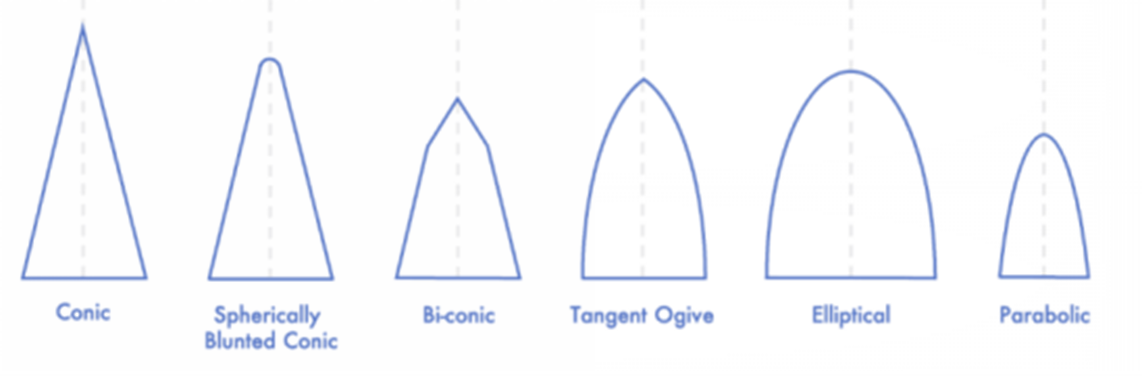 Conic
Spherically
Blunted Conic
Bi-conic
Tangent Ogive
Elliptical
Parabolic